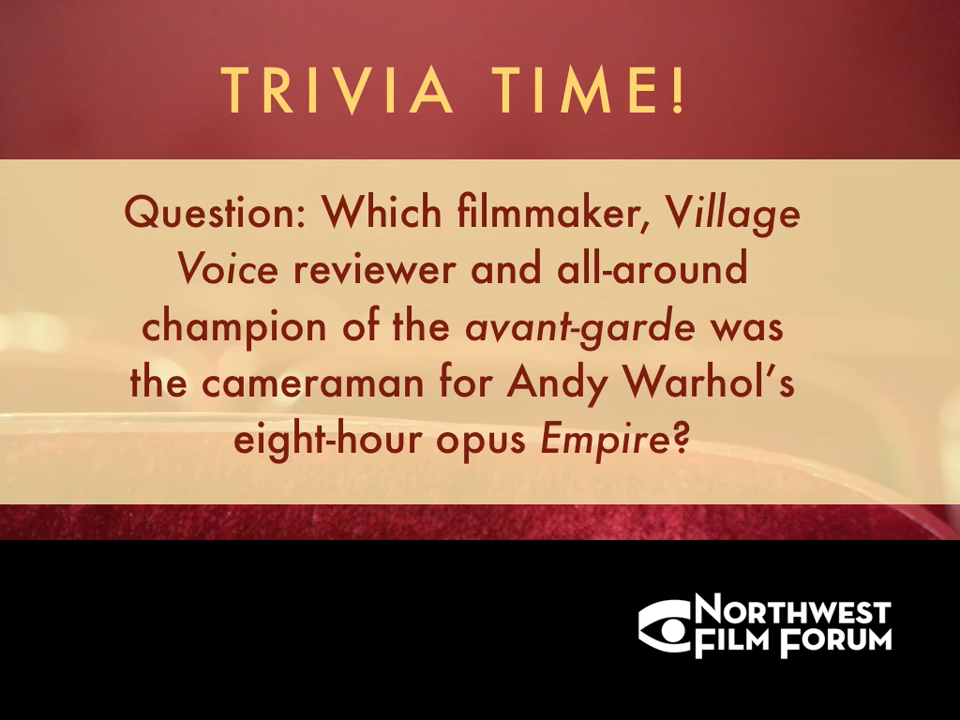 TRIVIA TIME!
Question: Which filmmaker, Village
Voice reviewer and all-around
champion of the avant-garde was
the cameraman for Andy Warhol’s
eight-hour opus Empire?
NORTHWEST
FILM FORUM